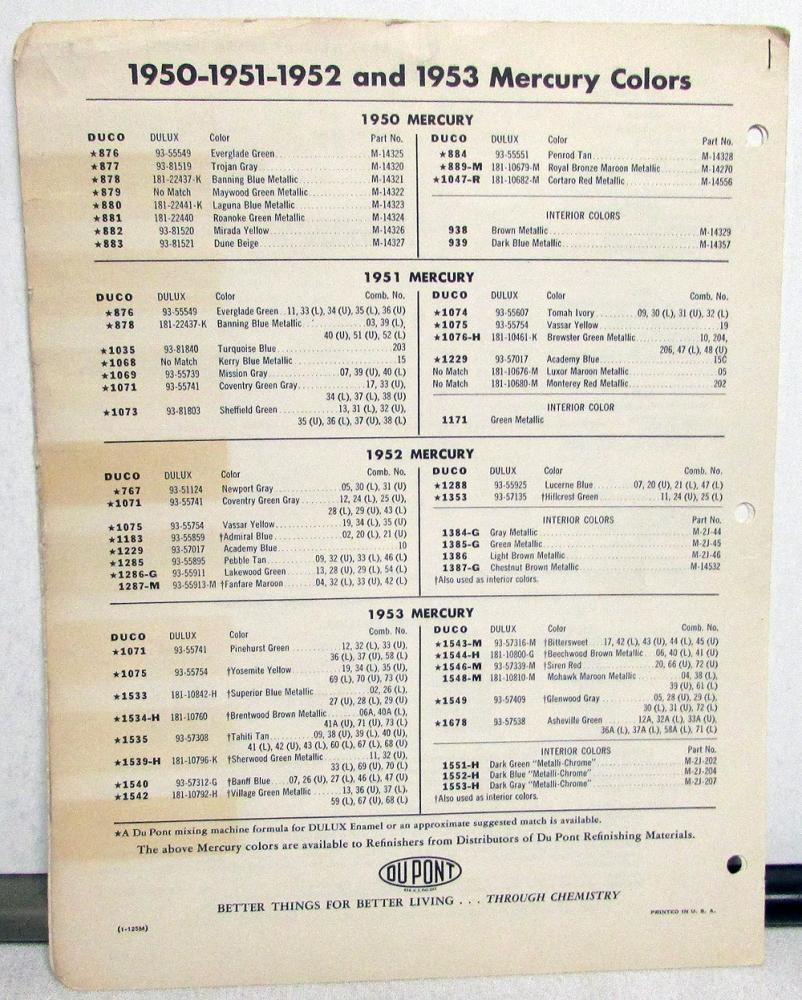 1950-1951-1952 and 1953 Mercury Colors
1950 MERCURY
DUCO DULUX Color Part No.
★876 93-55549 Everglade Green M-14325
★877 93-81519 Trojan Gray M-14320
★878 181-22437-K Banning Blue Metallic M-14321
★879 No Match Maywood Green Metallic M-14322
★880 181-22441-K Laguna Blue Metallic M-14323
★881 181-22440 Roanoke Green Metallic M-14324
★882 93-81520 Mirada Yellow M-14326
★883 93-81521 Dune Beige M-14327
DUCO DULUX Color Part No.
★884 93-55551 Penrod Tan M-14328
★889-M 181-10679-M Royal Bronze Maroon Metallic M-14270
★1047-R 181-10682-M Cortaro Red Metallic M-14556
INTERIOR COLORS
938 Brown Metallic M-14329
939 Dark Blue Metallic M-14357
1951 MERCURY
DUCO DULUX Color Comb. No.
★876 93-55549 Everglade Green 11, 33 (L), 34 (U), 35 (L), 36 (U)
★878 181-22437-K Banning Blue Metallic 03, 39 (L),
40 (U), 51 (U), 52 (L)
★1035 93-81840 Turquoise Blue 203
★1068 No Match Kerry Blue Metallic 15
★1069 93-55739 Mission Gray 07, 39 (U), 40 (L)
★1071 93-55741 Coventry Green Gray 17, 33 (U),
34 (L), 37 (L), 38 (U)
★1073 93-81803 Sheffield Green 13, 31 (L), 32 (U),
35 (U), 36 (L), 37 (U), 38 (L)
DUCO DULUX Color Comb. No.
★1074 93-55607 Tomah Ivory 09, 30 (L), 31 (U), 32 (L)
★1075 93-55754 Vassar Yellow 19
★1076-H 181-10461-K Brewster Green Metallic 10, 204,
206, 47 (L), 48 (U)
★1229 93-57017 Academy Blue 15C
No Match 181-10676-M Luxor Maroon Metallic 05
No Match 181-10680-M Monterey Red Metallic 202
INTERIOR COLOR
1171 Green Metallic
1952 MERCURY
DUCO DULUX Color Comb. No.
★767 93-51124 Newport Gray 05, 30 (L), 31 (U)
★1071 93-55741 Coventry Green Gray 12, 24 (L), 25 (U),
28 (L), 29 (U), 43 (L)
★1075 93-55754 Vassar Yellow 19, 34 (L), 35 (U)
★1183 93-55859 †Admiral Blue 02, 20 (L), 21 (U)
★1229 93-57017 Academy Blue 10
★1285 93-55895 Pebble Tan 09, 32 (U), 33 (L), 46 (L)
★1286-G 93-55911 Lakewood Green 13, 28 (U), 29 (L), 54 (L)
1287-M 93-55913-M †Fanfare Maroon 04, 32 (L), 33 (U), 42 (L)
DUCO DULUX Color Comb. No.
★1288 93-55925 Lucerne Blue 07, 20 (U), 21 (L), 47 (L)
★1353 93-57135 †Hillcrest Green 11, 24 (U), 25 (L)
INTERIOR COLORS Part No.
1384-G Gray Metallic M-2J-44
1385-G Green Metallic M-2J-45
1386 Light Brown Metallic M-2J-46
1387-G Chestnut Brown Metallic M-14532
†Also used as interior colors.
1953 MERCURY
DUCO DULUX Color Comb. No.
★1071 93-55741 Pinehurst Green 12, 32 (L), 33 (U),
36 (L), 37 (U), 58 (L)
★1075 93-55754 †Yosemite Yellow 19, 34 (L), 35 (U),
69 (L), 70 (U), 73 (U)
★1533 181-10842-H †Superior Blue Metallic 02, 26 (L),
27 (U), 28 (L), 29 (U)
★1534-H 181-10760 †Brentwood Brown Metallic 06A, 40A (L),
41A (U), 71 (U), 73 (L)
★1535 93-57308 †Tahiti Tan 09, 38 (U), 39 (L), 40 (U),
41 (L), 42 (U), 43 (L), 60 (L), 67 (L), 68 (U)
★1539-H 181-10796-K †Sherwood Green Metallic 11, 32 (U),
33 (L), 69 (U), 70 (L)
★1540 93-57312-G †Banff Blue 07, 26 (U), 27 (L), 46 (L), 47 (U)
★1542 181-10792-H †Village Green Metallic 13, 36 (U), 37 (L),
59 (L), 67 (U), 68 (L)
DUCO DULUX Color Comb. No.
★1543-M 93-57316-M †Bittersweet 17, 42 (L), 43 (U), 44 (L), 45 (U)
★1544-H 181-10800-G †Beechwood Brown Metallic 06, 40 (L), 41 (U)
★1546-M 93-57339-M †Siren Red 20, 66 (U), 72 (U)
1548-M 181-10810-M Mohawk Maroon Metallic 04, 38 (L),
39 (U), 61 (L)
★1549 93-57409 †Glenwood Gray 05, 28 (U), 29 (L),
30 (L), 31 (U), 72 (L)
★1678 93-57538 Asheville Green 12A, 32A (L), 33A (U),
36A (L), 37A (L), 58A (L), 71 (L)
INTERIOR COLORS Part No.
1551-H Dark Green "Metalli-Chrome" M-2J-202
1552-H Dark Blue "Metalli-Chrome" M-2J-204
1553-H Dark Gray "Metalli-Chrome" M-2J-207
†Also used as interior colors.
★A Du Pont mixing machine formula for DULUX Enamel or an approximate suggested match is available.
The above Mercury colors are available to Refinishers from Distributors of Du Pont Refinishing Materials.
DU PONT
BETTER THINGS FOR BETTER LIVING . . . THROUGH CHEMISTRY
PRINTED IN U. S. A.
(1-125M)